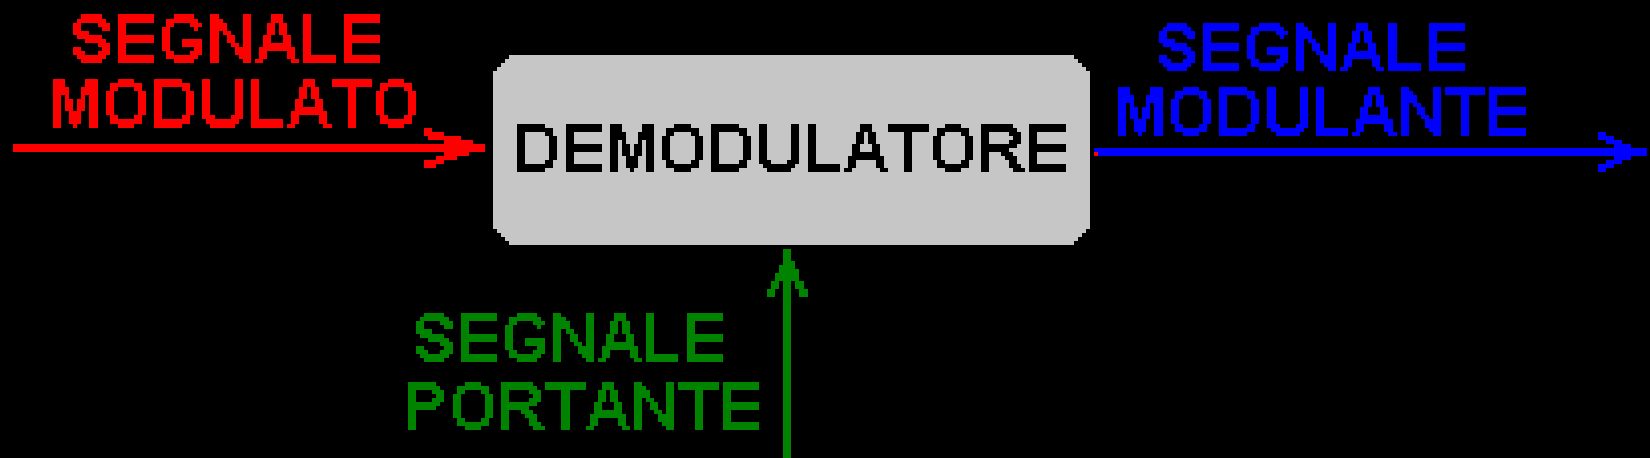 SEGNALE
MODULATO
DEMODULATORE
SEGNALE
MODULANTE
SEGNALE
PORTANTE